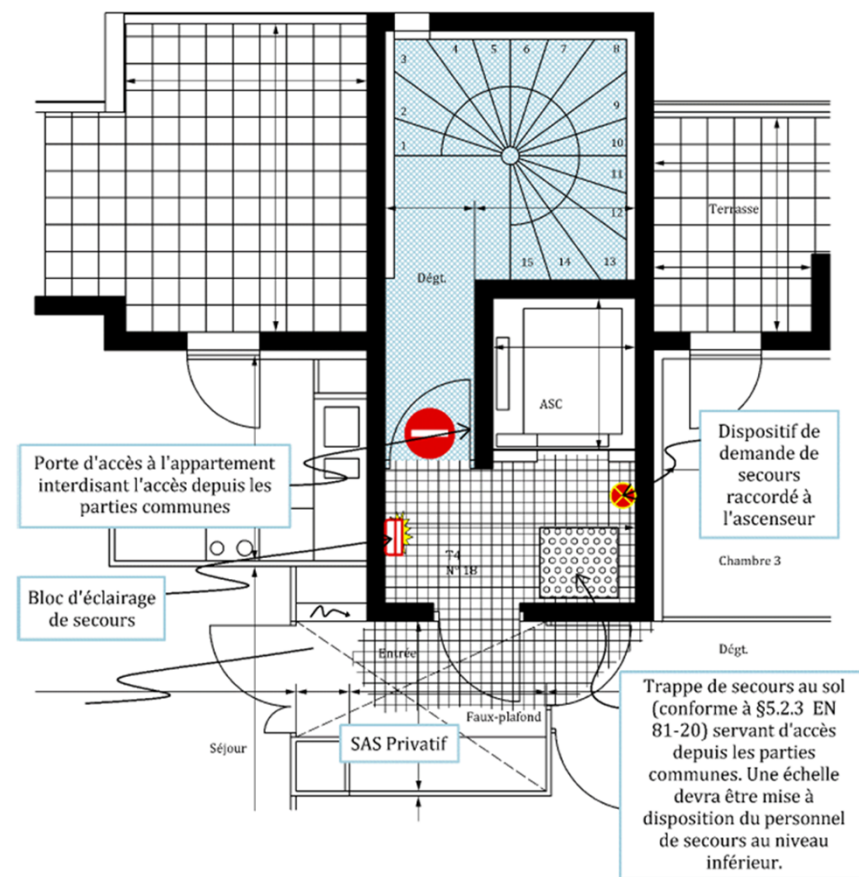 3
4
5
6
7
8
2
9
1
10
11
12
15
14
13
Terrasse
Dégt.
ASC
Porte d'accès à l'appartement
interdisant l'accès depuis les
parties communes
Dispositif de
demande de
secours
raccordé à
l'ascenseur
T4
N° 18
Chambre 3
Bloc d'éclairage
de secours
Entrée
Dégt.
Faux-plafond
Séjour
SAS Privatif
Trappe de secours au sol
(conforme à §5.2.3 EN
81-20) servant d'accès
depuis les parties
communes. Une échelle
devra être mise à
disposition du personnel
de secours au niveau
inférieur.